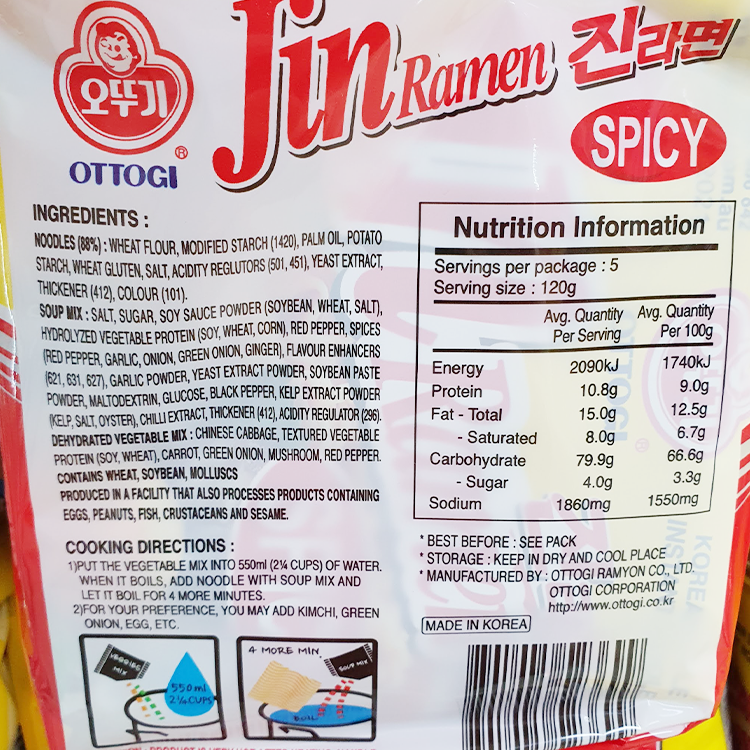 오뚜기
OTTOGI ®
Jin Ramen 진라면
SPICY
INGREDIENTS :
NOODLES (88%) : WHEAT FLOUR, MODIFIED STARCH (1420), PALM OIL, POTATO
STARCH, WHEAT GLUTEN, SALT, ACIDITY REGLUTORS (501, 451), YEAST EXTRACT,
THICKENER (412), COLOUR (101).
SOUP MIX : SALT, SUGAR, SOY SAUCE POWDER (SOYBEAN, WHEAT, SALT),
HYDROLYZED VEGETABLE PROTEIN (SOY, WHEAT, CORN), RED PEPPER, SPICES
(RED PEPPER, GARLIC, ONION, GREEN ONION, GINGER), FLAVOUR ENHANCERS
(621, 631, 627), GARLIC POWDER, YEAST EXTRACT POWDER, SOYBEAN PASTE
POWDER, MALTODEXTRIN, GLUCOSE, BLACK PEPPER, KELP EXTRACT POWDER
(KELP, SALT, OYSTER), CHILLI EXTRACT, THICKENER (412), ACIDITY REGULATOR (296).
DEHYDRATED VEGETABLE MIX : CHINESE CABBAGE, TEXTURED VEGETABLE
PROTEIN (SOY, WHEAT), CARROT, GREEN ONION, MUSHROOM, RED PEPPER.
CONTAINS WHEAT, SOYBEAN, MOLLUSCS
PRODUCED IN A FACILITY THAT ALSO PROCESSES PRODUCTS CONTAINING
EGGS, PEANUTS, FISH, CRUSTACEANS AND SESAME.
COOKING DIRECTIONS :
1)PUT THE VEGETABLE MIX INTO 550ml (2¼ CUPS) OF WATER.
WHEN IT BOILS, ADD NOODLE WITH SOUP MIX AND
LET IT BOIL FOR 4 MORE MINUTES.
2)FOR YOUR PREFERENCE, YOU MAY ADD KIMCHI, GREEN
ONION, EGG, ETC.
VEGGIES
MIX
550ml
2¼ CUPS
4 MORE MIN.
SOUP MIX
BOIL
Nutrition Information
Servings per package : 5
Serving size : 120g
Avg. Quantity Avg. Quantity
Per Serving Per 100g
Energy 2090kJ 1740kJ
Protein 10.8g 9.0g
Fat - Total 15.0g 12.5g
- Saturated 8.0g 6.7g
Carbohydrate 79.9g 66.6g
- Sugar 4.0g 3.3g
Sodium 1860mg 1550mg
* BEST BEFORE : SEE PACK
* STORAGE : KEEP IN DRY AND COOL PLACE
* MANUFACTURED BY : OTTOGI RAMYON CO., LTD.
OTTOGI CORPORATION
http://www.ottogi.co.kr
MADE IN KOREA